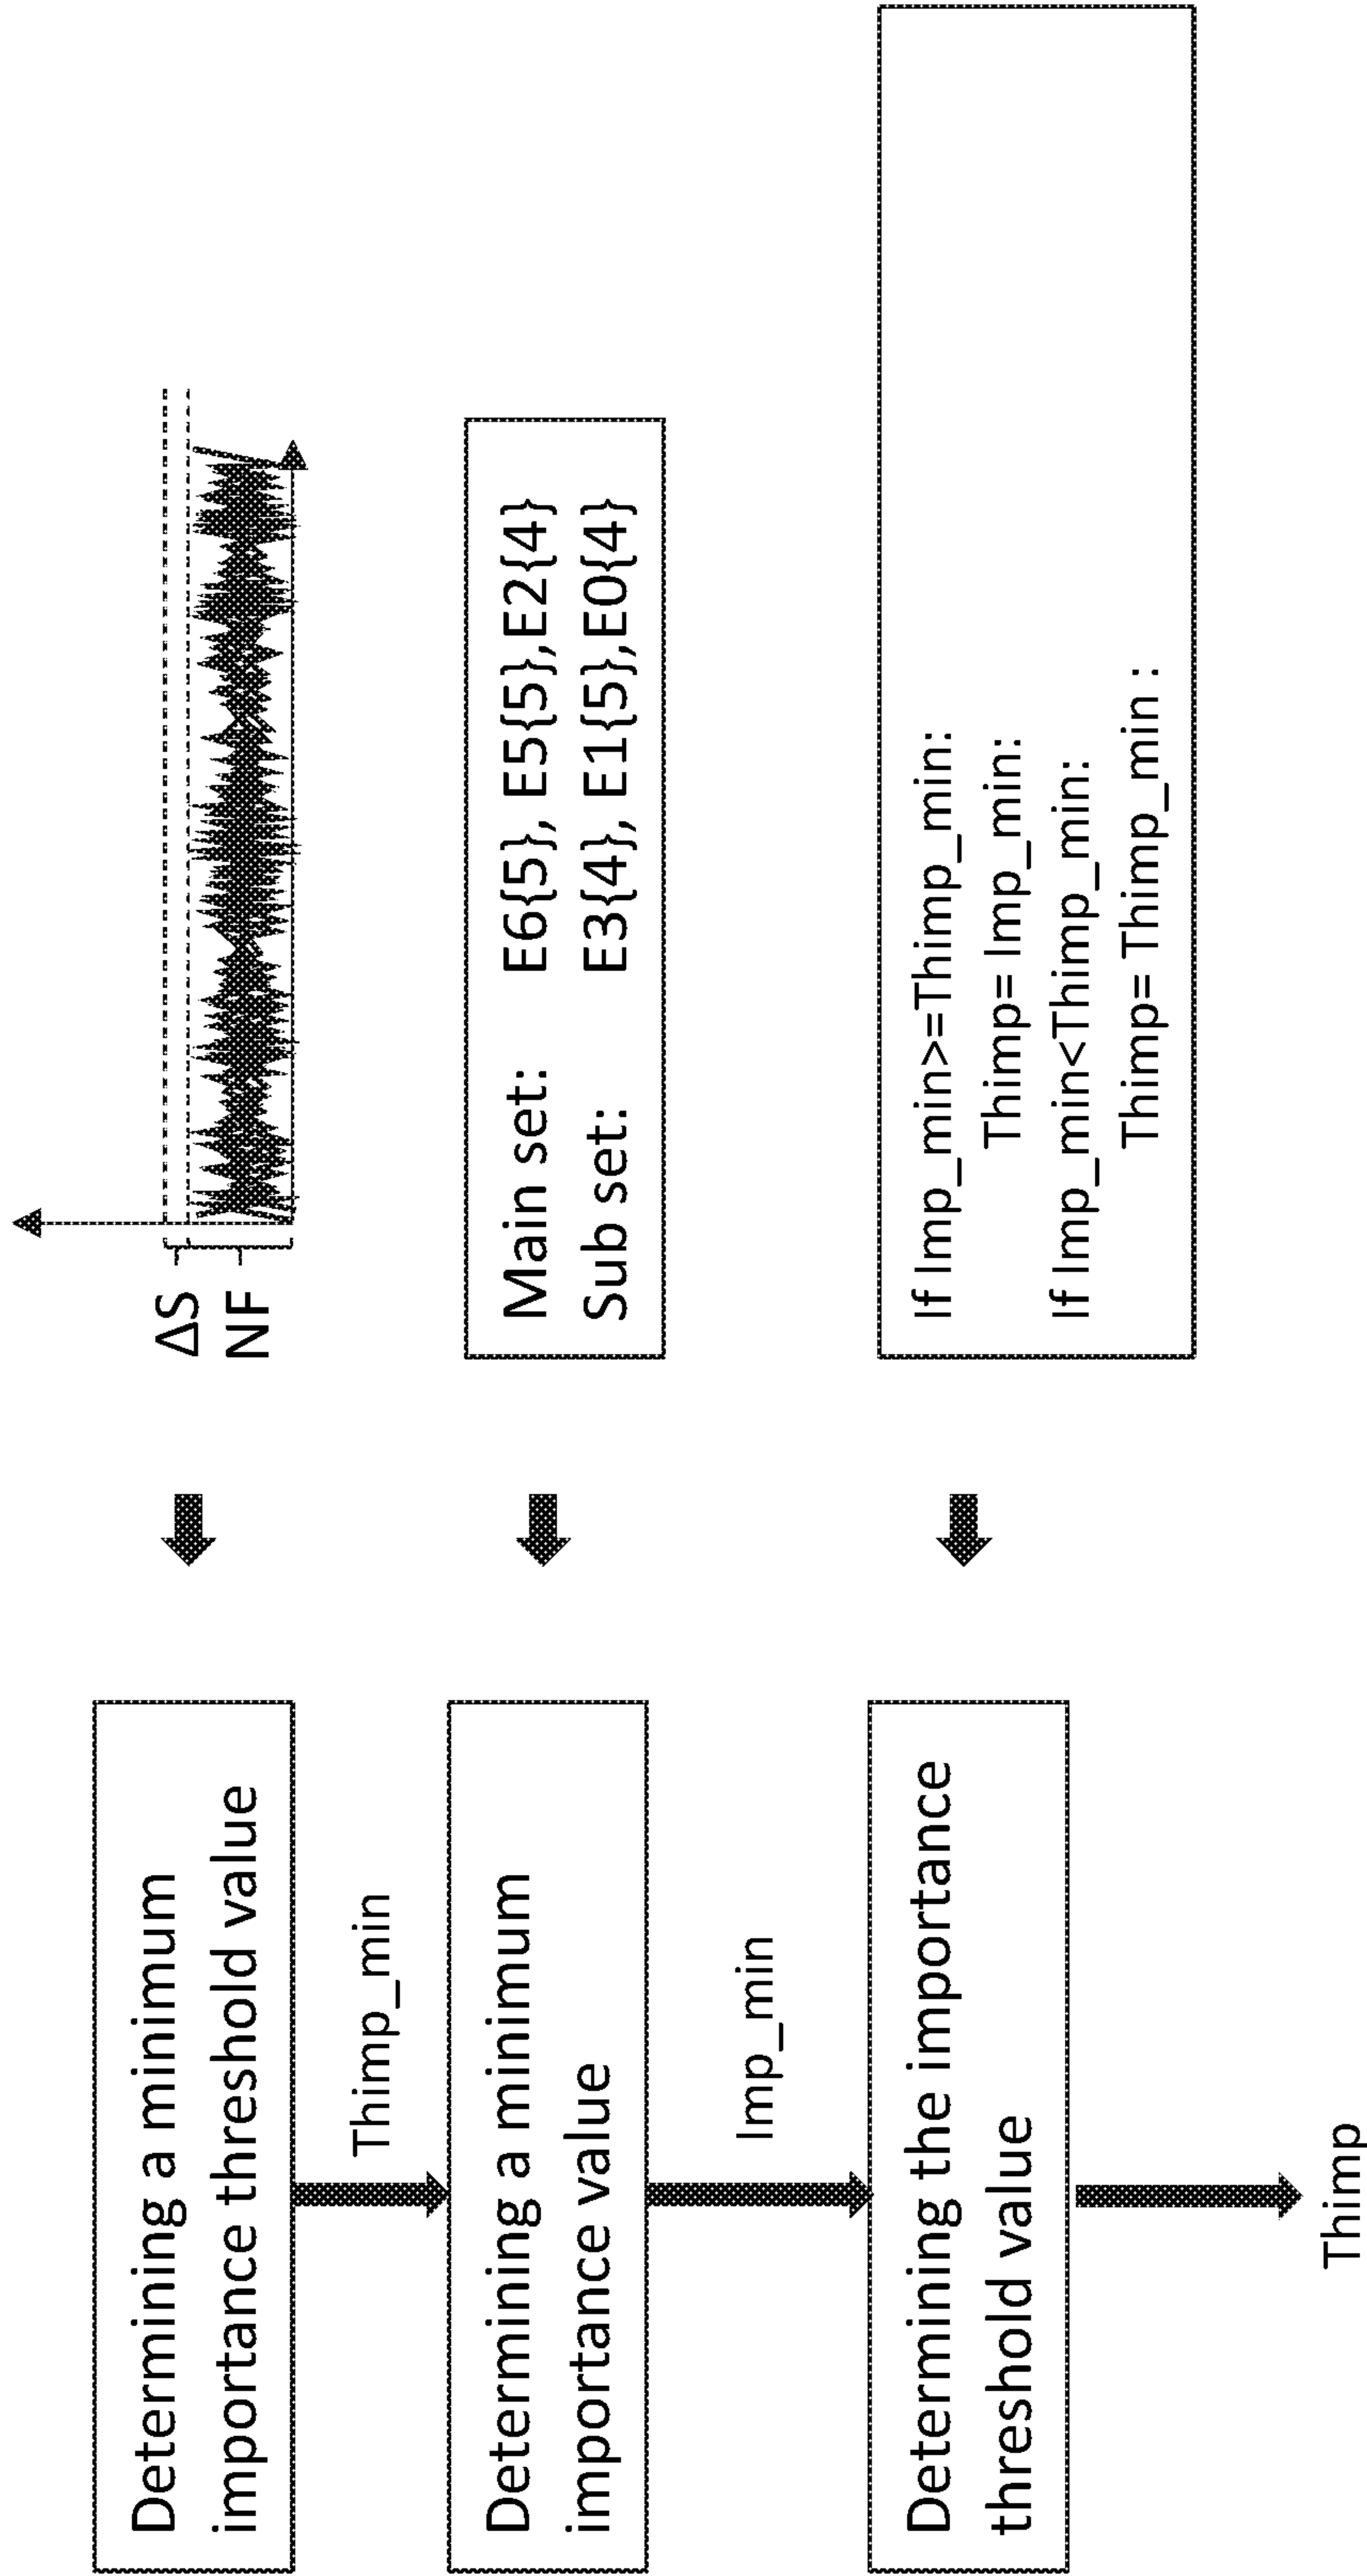 Determining a minimum
importance threshold value
ΔS
NF
Thimp_min
Determining a minimum
importance value
Main set: E6{5}, E5{5},E2{4}
Sub set: E3{4}, E1{5},E0{4}
Imp_min
Determining the importance
threshold value
If Imp_min>=Thimp_min:
Thimp= Imp_min:
If Imp_min<Thimp_min:
Thimp= Thimp_min :
Thimp